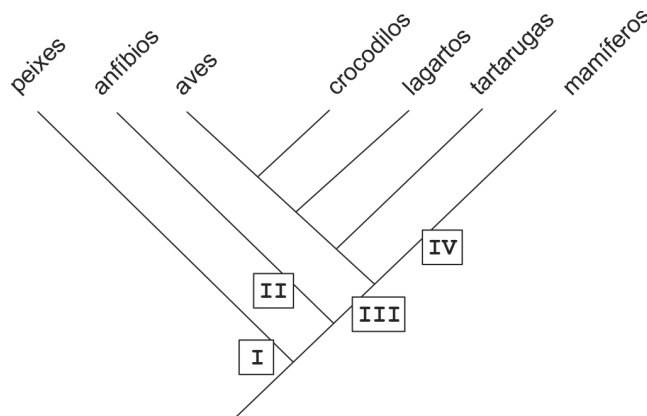 peixes
anfíbios
aves
crocodilos
lagartos
tartarugas
mamíferos
IV
II
III
I